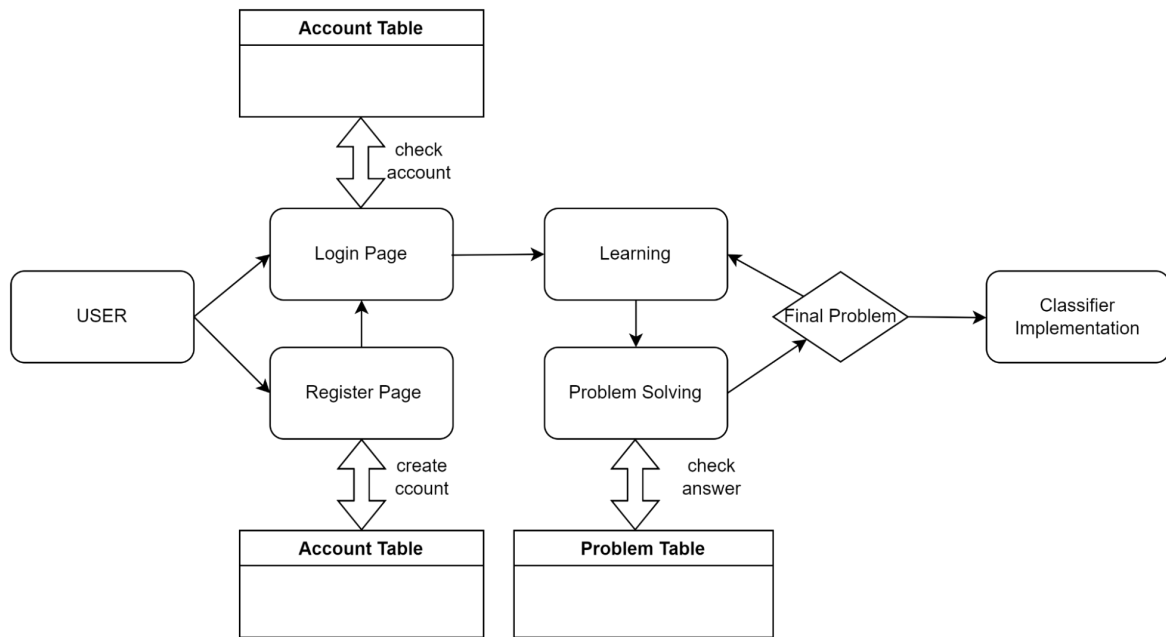 Account Table
check
account
Login Page
Learning
USER
Final Problem
Classifier
Implementation
Register Page
Problem Solving
create
ccount
check
answer
Account Table
Problem Table